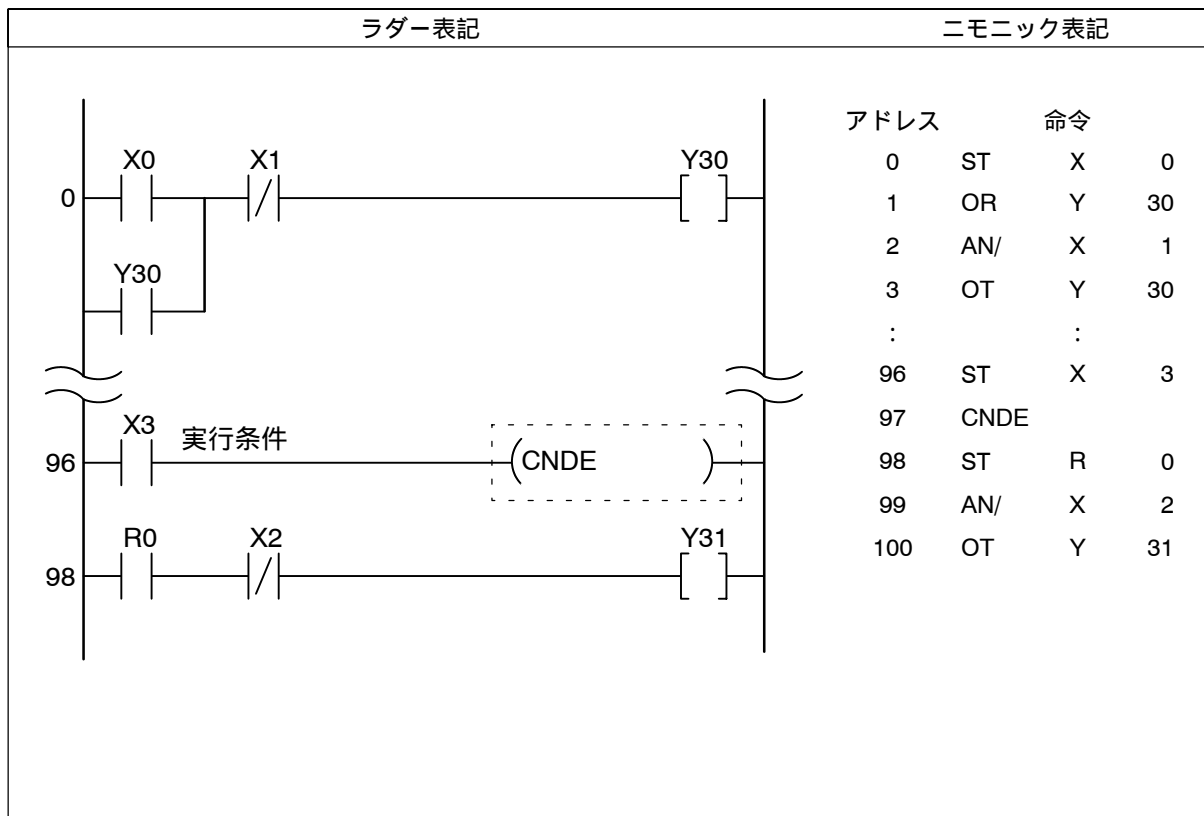 ラダー表記
ニモニック表記
X0 X1 Y30
0
Y30
X3 実行条件
96 CNDE
R0 X2 Y31
98
アドレス 命令
0 ST X 0
1 OR Y 30
2 AN/ X 1
3 OT Y 30
: :
96 ST X 3
97 CNDE
98 ST R 0
99 AN/ X 2
100 OT Y 31